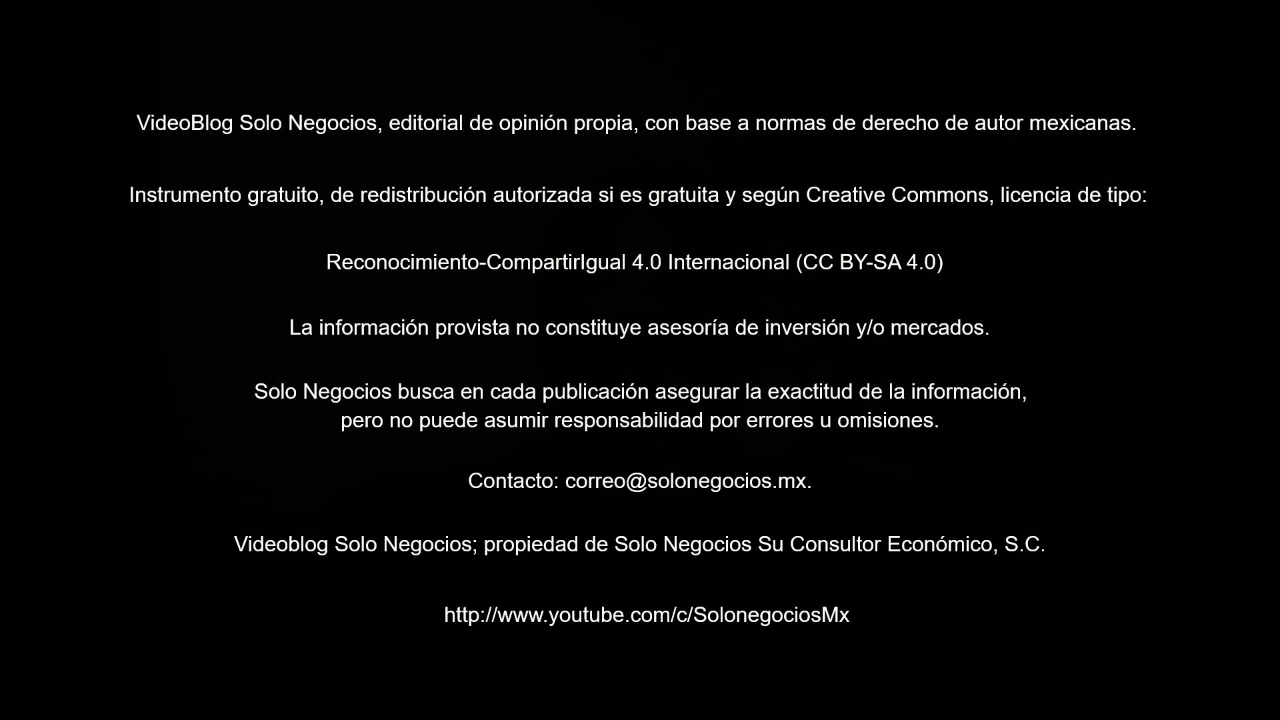 VideoBlog Solo Negocios, editorial de opinión propia, con base a normas de derecho de autor mexicanas.
Instrumento gratuito, de redistribución autorizada si es gratuita y según Creative Commons, licencia de tipo:
Reconocimiento-CompartirIgual 4.0 Internacional (CC BY-SA 4.0)
La información provista no constituye asesoría de inversión y/o mercados.
Solo Negocios busca en cada publicación asegurar la exactitud de la información,
pero no puede asumir responsabilidad por errores u omisiones.
Contacto: correo@solonegocios.mx.
Videoblog Solo Negocios; propiedad de Solo Negocios Su Consultor Económico, S.C.
http://www.youtube.com/c/SolonegociosMx